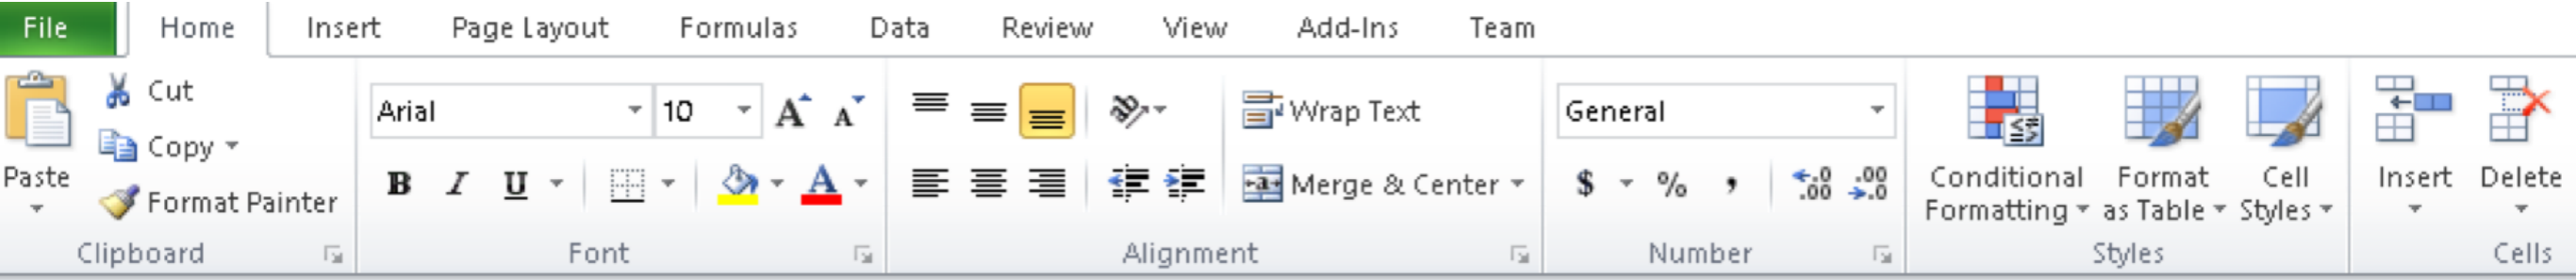 File Home Insert Page Layout Formulas Data Review View Add-Ins Team
Cut
Copy
Format Painter
Paste
Clipboard
Arial 10
B I U
Font
Wrap Text
Merge & Center
Alignment
General
$ % ,
Number
Conditional Formatting
Format as Table
Cell Styles
Styles
Insert Delete
Cells